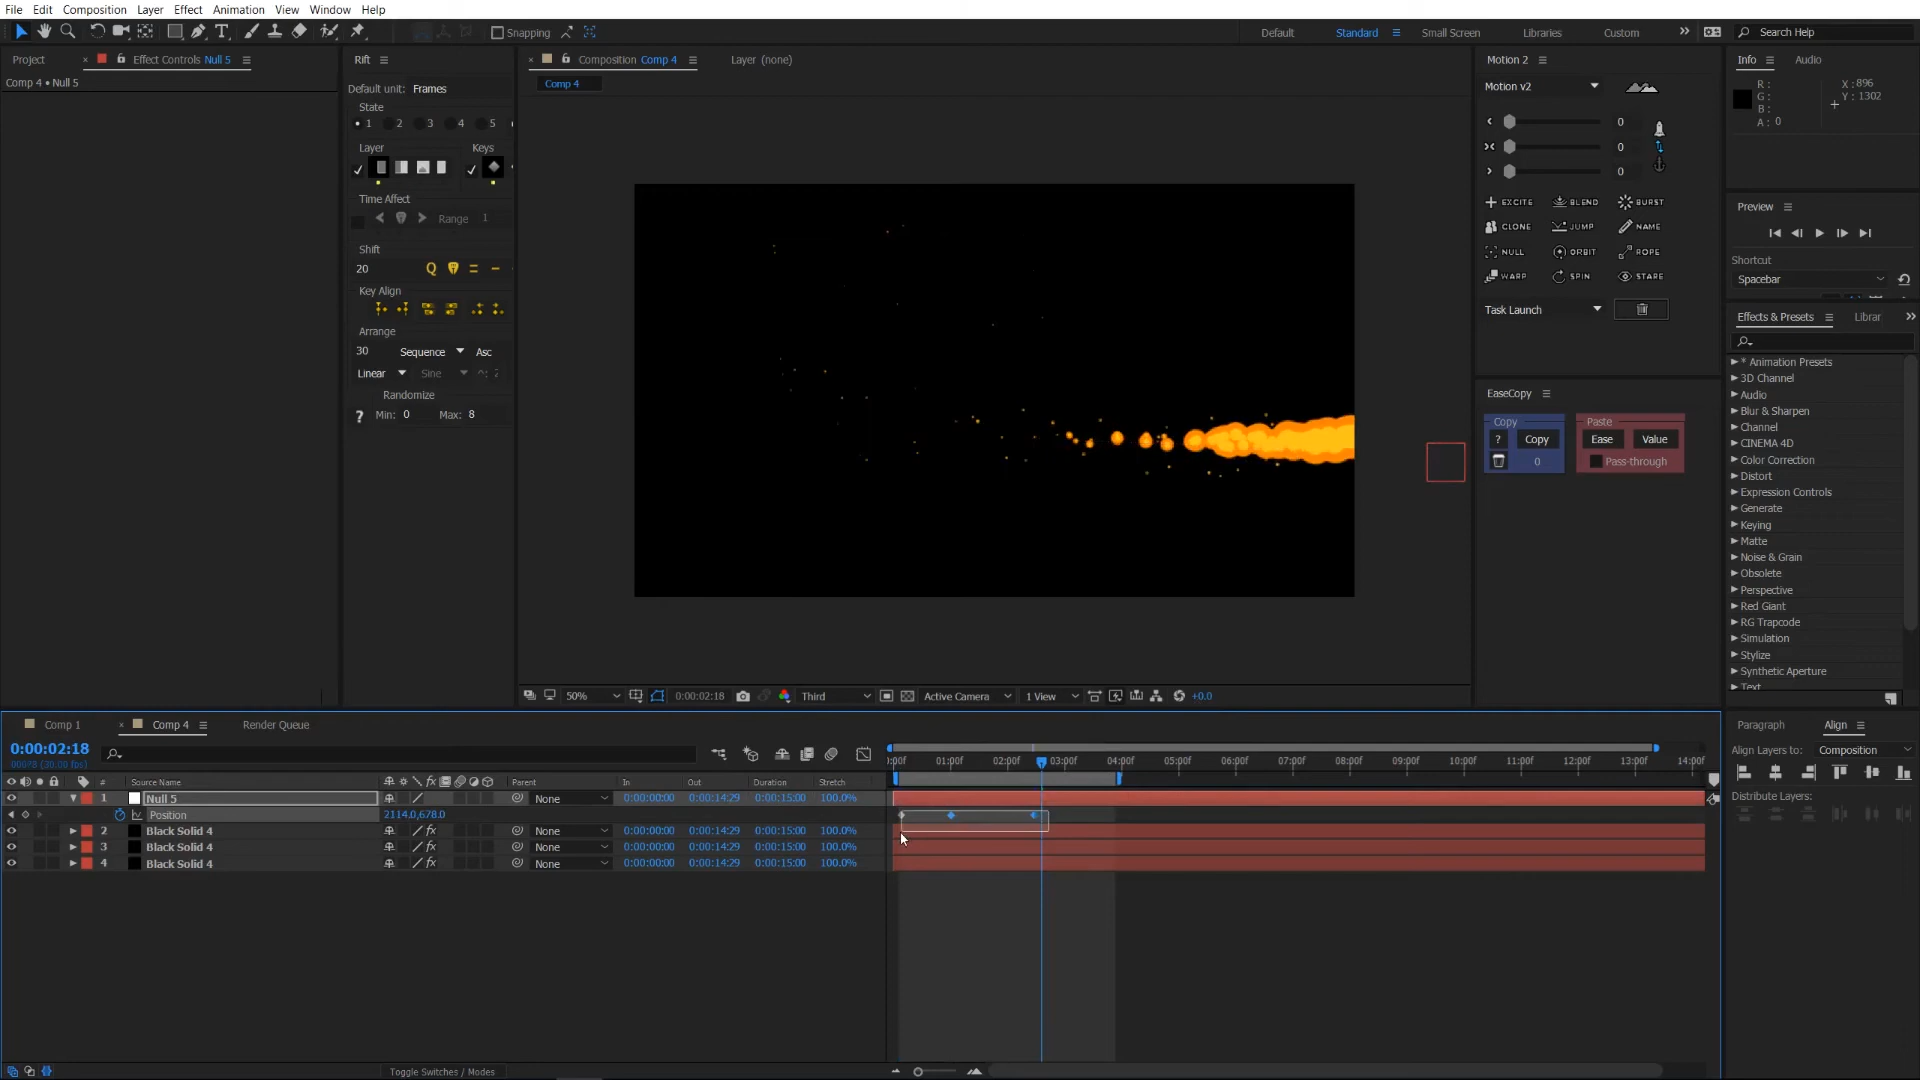 File Edit Composition Layer Effect Animation View Window Help
Snapping Default Standard Small Screen Libraries Custom Search Help
Project Effect Controls Null 5 Rift Composition Comp 4 Layer (none) Motion 2 Info Audio
Comp 4 • Null 5 Default unit: Frames Comp 4 Motion v2 R: X: 896
G: Y: 1302
B:
A: 0
State
1 2 3 4 5 0
Layer Keys 0
0
Time Affect
Range 1
EXCITE BLEND BURST Preview
CLONE JUMP NAME
Shift NULL ORBIT ROPE Shortcut
20 Q WARP SPIN STARE Spacebar
Key Align
Task Launch Effects & Presets Librar
Arrange
30 Sequence Asc
Linear Sine
Randomize
Min: 0 Max: 8
EaseCopy
Copy Paste
? Copy Ease Value
0 Pass-through
* Animation Presets
3D Channel
Audio
Blur & Sharpen
Channel
CINEMA 4D
Color Correction
Distort
Expression Controls
Generate
Keying
Matte
Noise & Grain
Obsolete
Perspective
Red Giant
RG Trapcode
Simulation
Stylize
Synthetic Aperture
Text
50% 0:00:02:18 Third Active Camera 1 View +0.0
Comp 1 Comp 4 Render Queue Paragraph Align
0:00:02:18 Align Layers to: Composition
00078 (30.00 fps)
):00f 01:00f 02:00f 03:00f 04:00f 05:00f 06:00f 07:00f 08:00f 09:00f 10:00f 11:00f 12:00f 13:00f 14:00f
# Source Name fx Parent In Out Duration Stretch
1 Null 5 None 0:00:00:00 0:00:14:29 0:00:15:00 100.0% Distribute Layers:
Position 2114.0,678.0
2 Black Solid 4 fx None 0:00:00:00 0:00:14:29 0:00:15:00 100.0%
3 Black Solid 4 fx None 0:00:00:00 0:00:14:29 0:00:15:00 100.0%
4 Black Solid 4 fx None 0:00:00:00 0:00:14:29 0:00:15:00 100.0%
Toggle Switches / Modes